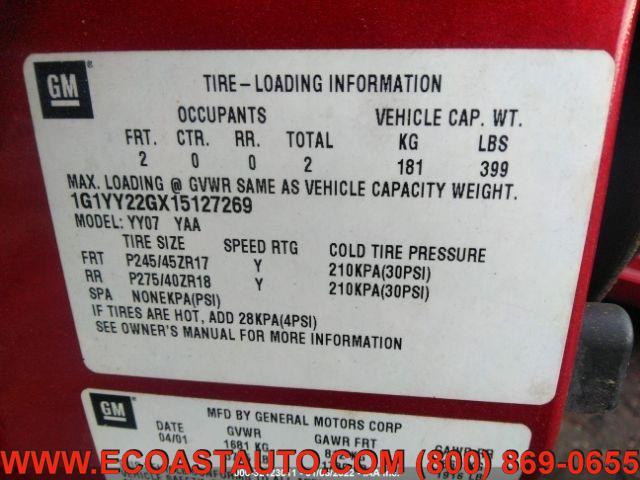 GM ®
TIRE-LOADING INFORMATION
OCCUPANTS VEHICLE CAP. WT.
FRT. CTR. RR. TOTAL KG LBS
2 0 0 2 181 399
MAX. LOADING @ GVWR SAME AS VEHICLE CAPACITY WEIGHT.
1G1YY22GX15127269
MODEL: YY07 YAA
TIRE SIZE SPEED RTG COLD TIRE PRESSURE
FRT P245/45ZR17 Y 210KPA(30PSI)
RR P275/40ZR18 Y 210KPA(30PSI)
SPA NONEKPA(PSI)
IF TIRES ARE HOT, ADD 28KPA(4PSI)
SEE OWNER'S MANUAL FOR MORE INFORMATION
GM ®
MFD BY GENERAL MOTORS CORP
DATE GVWR GAWR FRT GAWR RR
04/01 1681 KG
WWW.ECOASTAUTO.COM (800) 869-0655